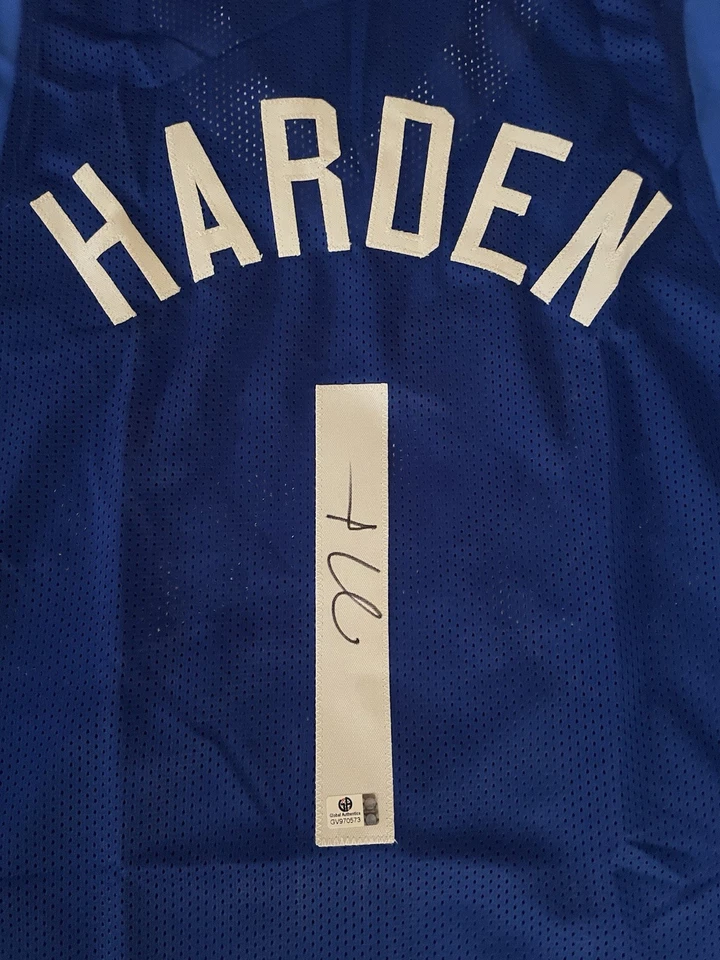 HARDEN
1
Global Authentics
GV970573